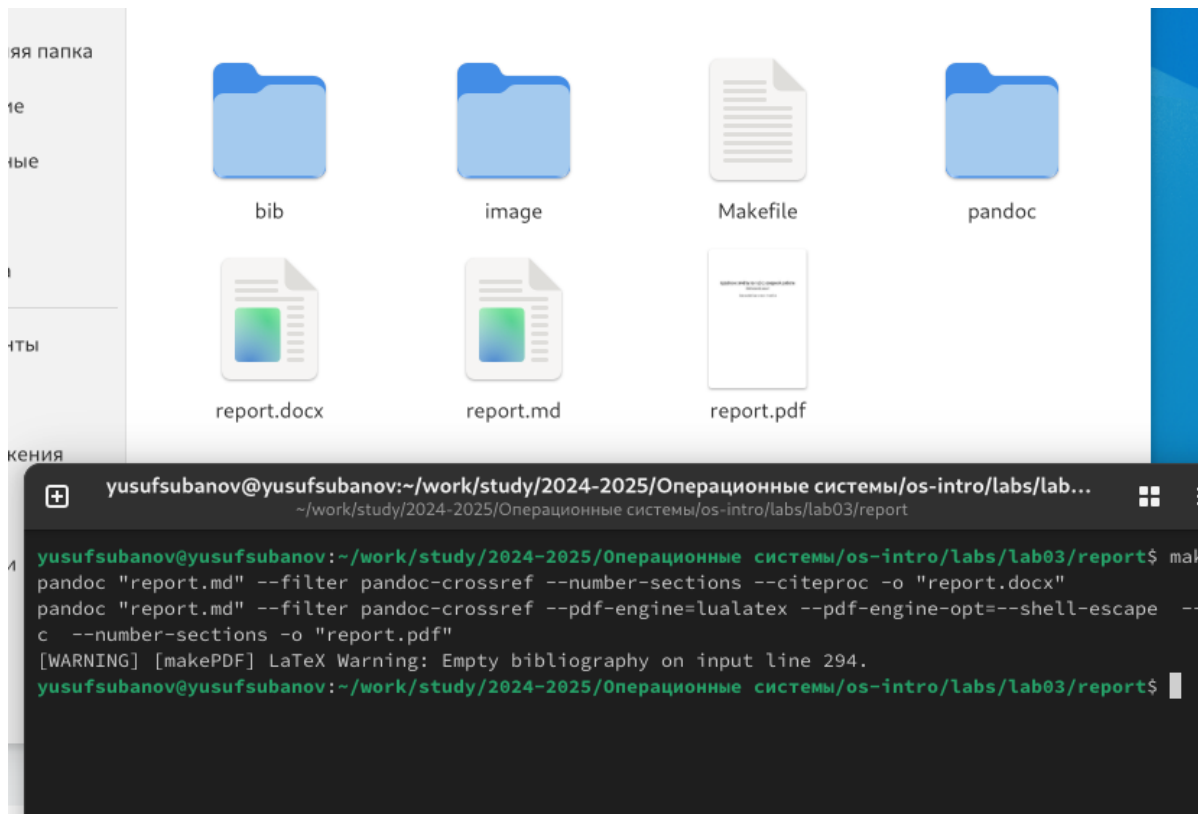 яя папка
ие
ные
bib
image
Makefile
pandoc
нты
report.docx
report.md
report.pdf
жения
yusufsubanov@yusufsubanov:~/work/study/2024-2025/Операционные системы/os-intro/labs/lab...
~/work/study/2024-2025/Операционные системы/os-intro/labs/lab03/report
и
yusufsubanov@yusufsubanov:~/work/study/2024-2025/Операционные системы/os-intro/labs/lab03/report$ mak
pandoc "report.md" --filter pandoc-crossref --number-sections --citeproc -o "report.docx"
pandoc "report.md" --filter pandoc-crossref --pdf-engine=lualatex --pdf-engine-opt=--shell-escape --
c --number-sections -o "report.pdf"
[WARNING] [makePDF] LaTeX Warning: Empty bibliography on input line 294.
yusufsubanov@yusufsubanov:~/work/study/2024-2025/Операционные системы/os-intro/labs/lab03/report$